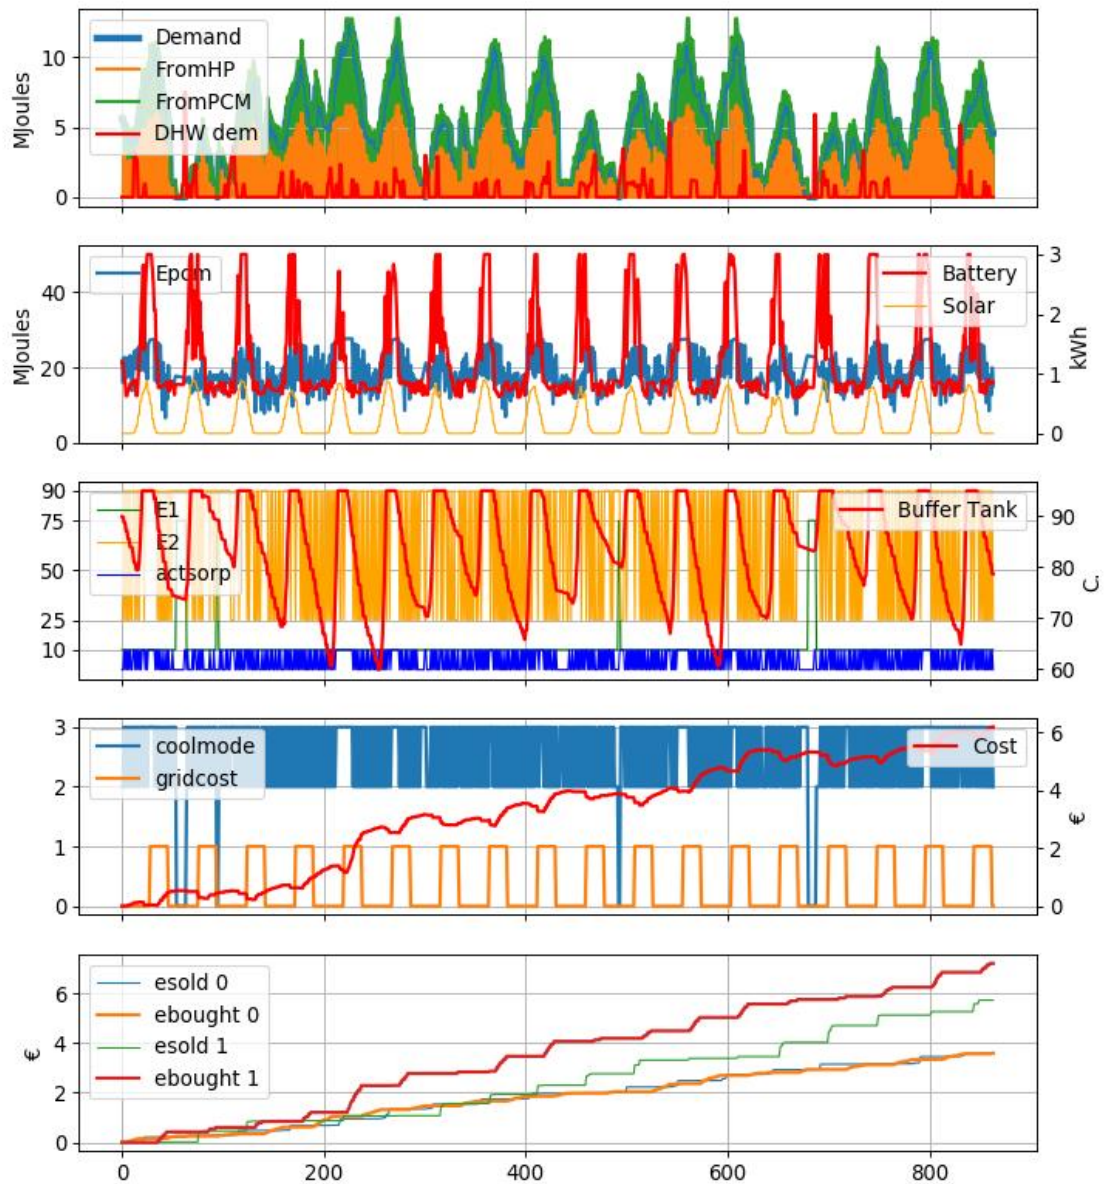 Demand
FromHP
FromPCM
DHW dem
MJoules
10
5
0
Epcm
Battery
Solar
MJoules
kWh
40
20
0
3
2
1
0
E1
E2
actsorp
Buffer Tank
90
75
50
25
10
90
80
70
60
C.
coolmode
gridcost
Cost
3
2
1
0
6
4
2
0
€
esold 0
ebought 0
esold 1
ebought 1
€
6
4
2
0
0 200 400 600 800